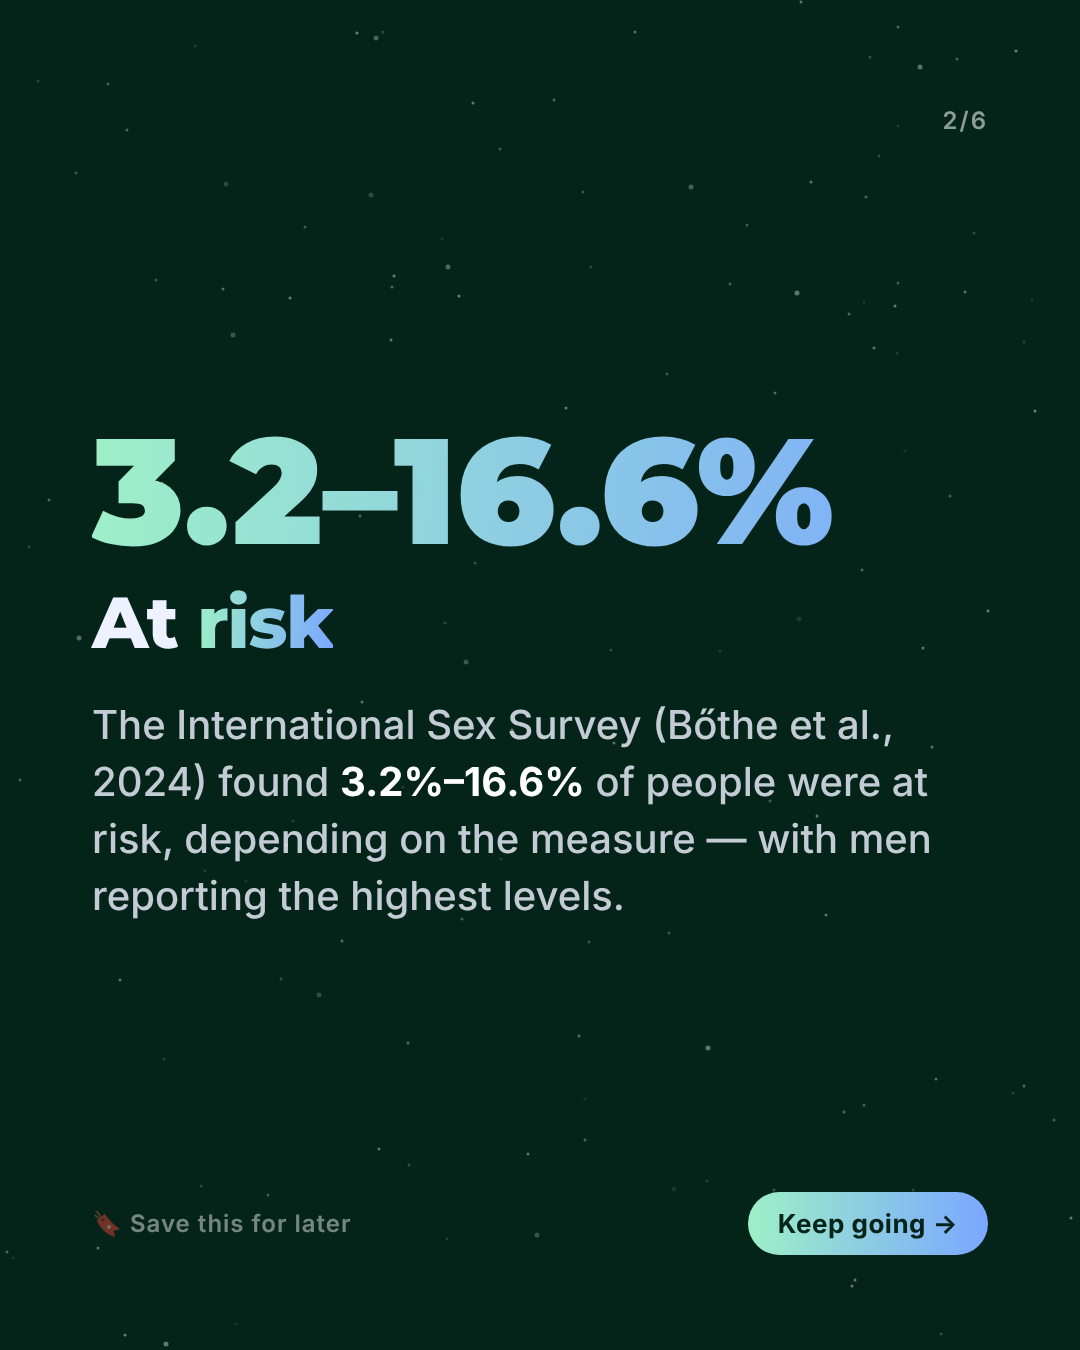 2/6
3.2–16.6%
At risk
The International Sex Survey (Bőthe et al.,
2024) found 3.2%–16.6% of people were at
risk, depending on the measure — with men
reporting the highest levels.
🔖 Save this for later
Keep going →